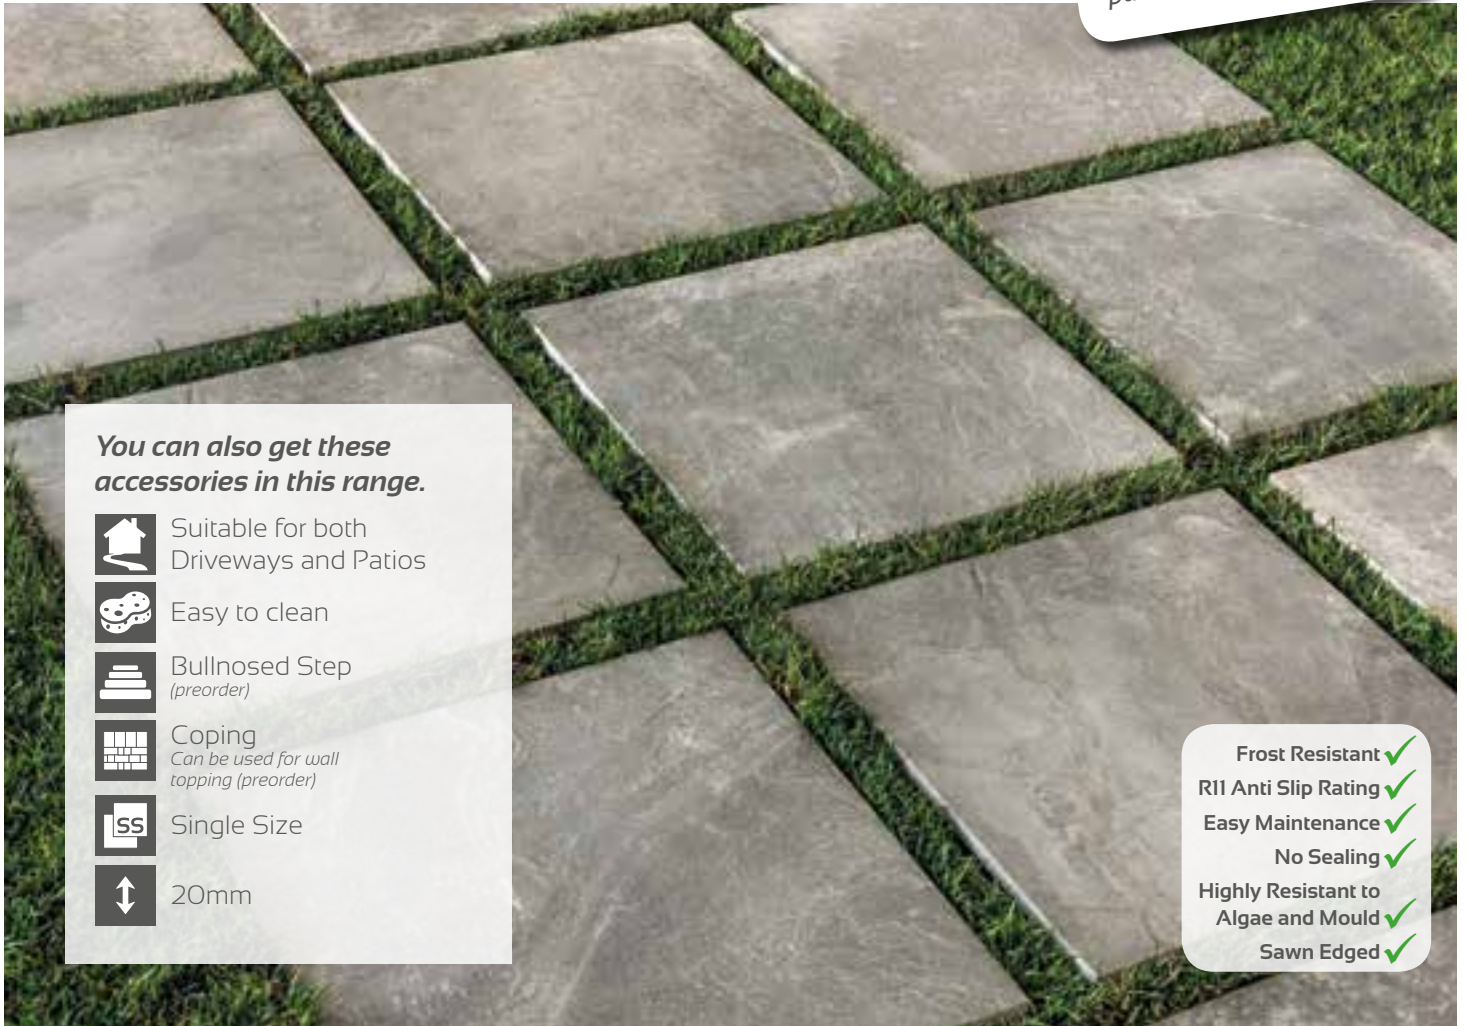 You can also get these
accessories in this range.
Suitable for both
Driveways and Patios
Easy to clean
Bullnosed Step
(preorder)
Coping
Can be used for wall
topping (preorder)
SS
Single Size
20mm
Frost Resistant
R11 Anti Slip Rating
Easy Maintenance
No Sealing
Highly Resistant to
Algae and Mould
Sawn Edged